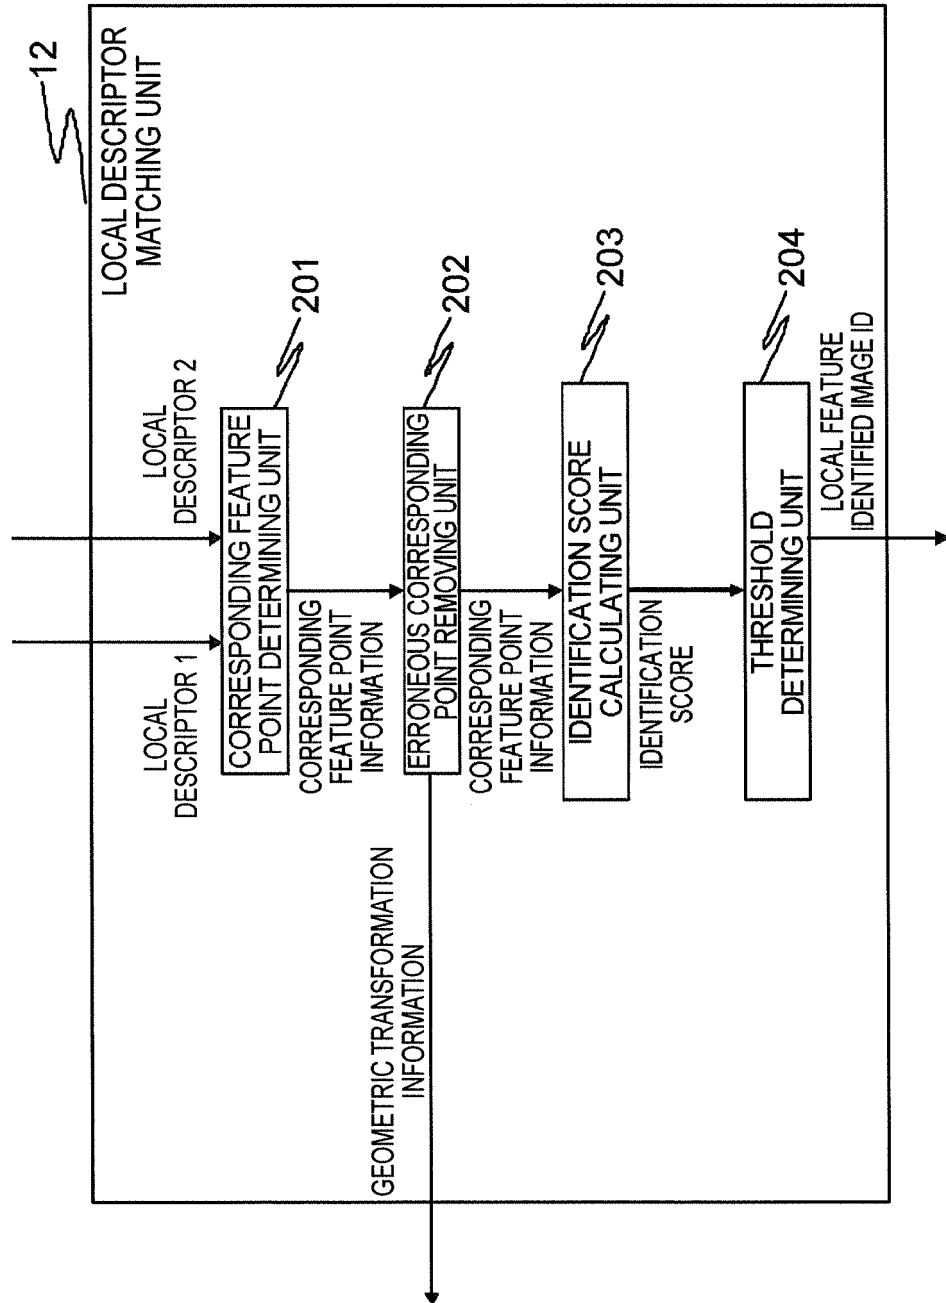 12
LOCAL DESCRIPTOR
MATCHING UNIT
LOCAL
DESCRIPTOR 1
LOCAL
DESCRIPTOR 2
CORRESPONDING FEATURE
POINT DETERMINING UNIT
201
CORRESPONDING
FEATURE POINT
INFORMATION
ERRONEOUS CORRESPONDING
POINT REMOVING UNIT
202
GEOMETRIC TRANSFORMATION
INFORMATION
CORRESPONDING
FEATURE POINT
INFORMATION
IDENTIFICATION SCORE
CALCULATING UNIT
203
IDENTIFICATION
SCORE
THRESHOLD
DETERMINING UNIT
204
LOCAL FEATURE
IDENTIFIED IMAGE ID